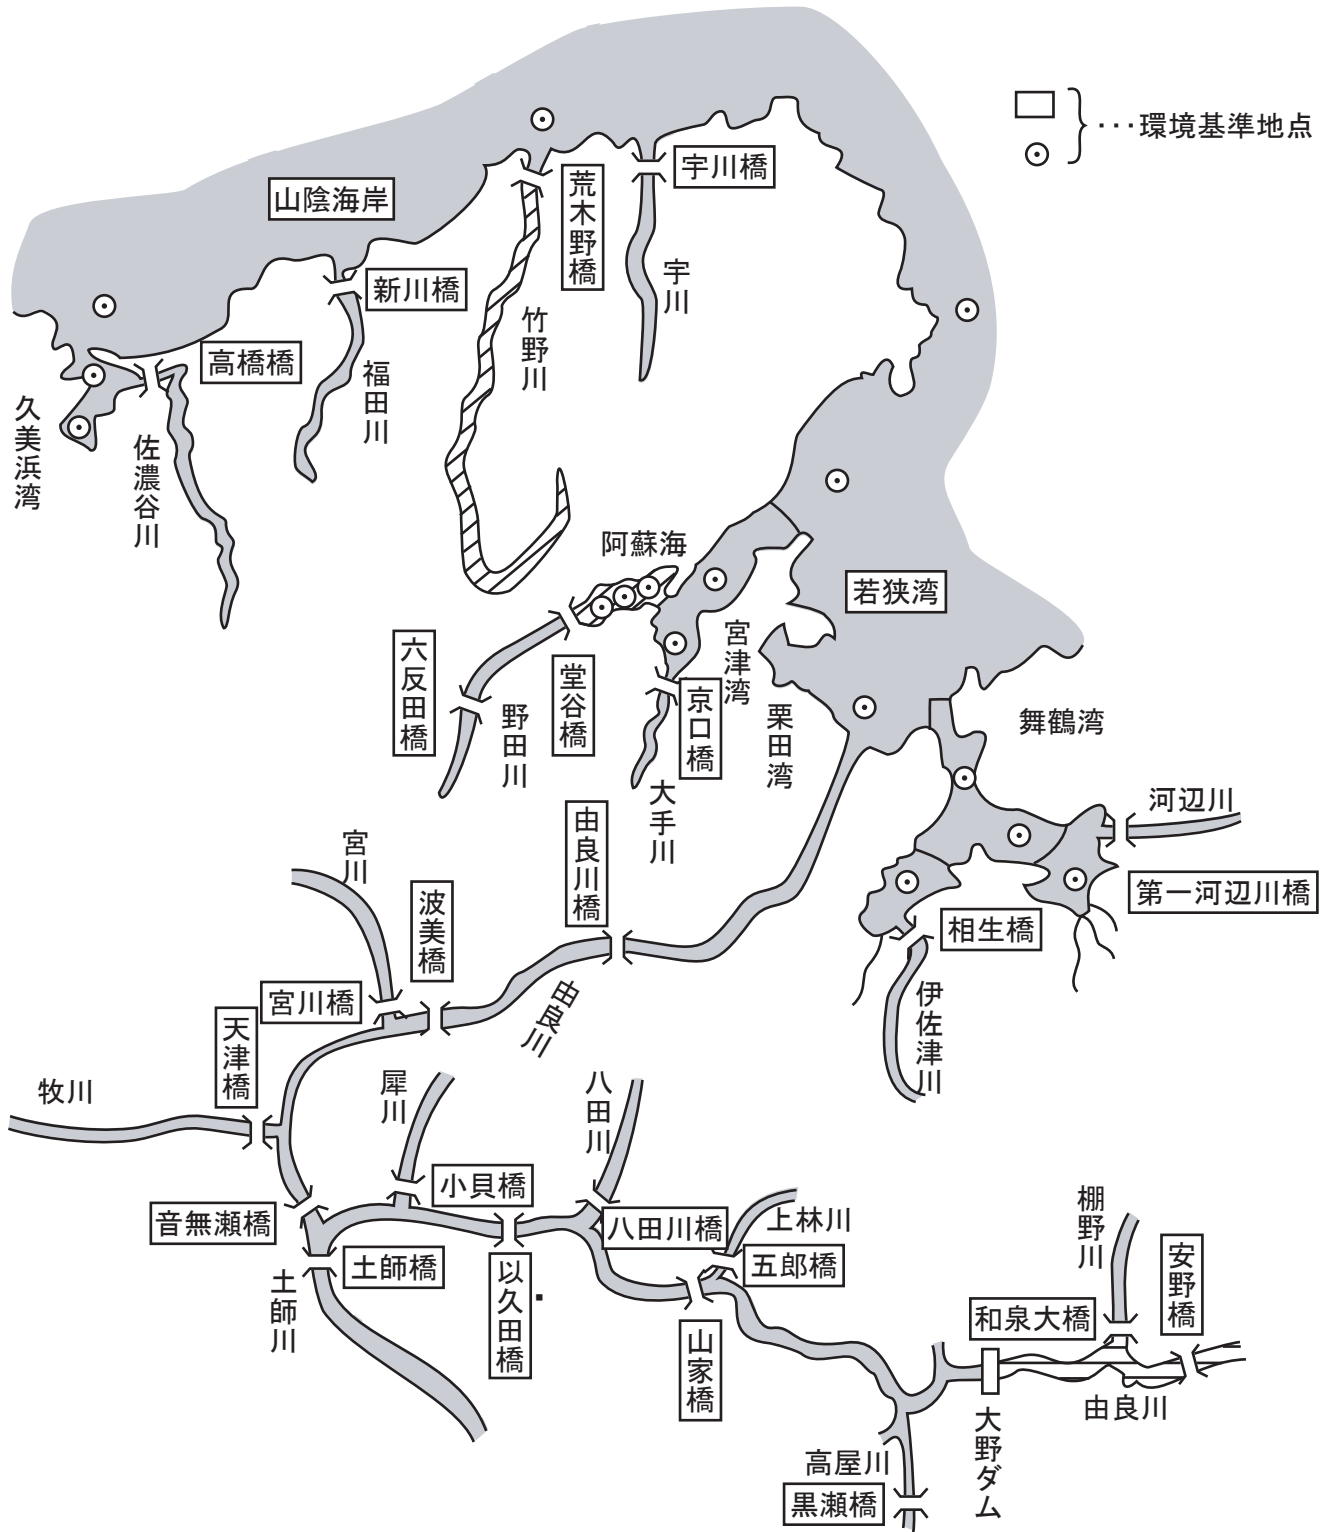 ･･･環境基準地点
宇川橋
荒木野橋
山陰海岸
宇川
新川橋
竹野川
高橋橋
福田川
久美浜湾
佐濃谷川
阿蘇海
若狭湾
宮津湾
六反田橋
堂谷橋
京口橋
野田川
栗田湾
舞鶴湾
大手川
河辺川
由良川橋
宮川
第一河辺川橋
波美橋
相生橋
宮川橋
由良川
伊佐津川
天津橋
牧川
犀川
八田川
小貝橋
音無瀬橋
八田川橋
上林川
棚野川
土師橋
五郎橋
安野橋
土師川
以久田橋
和泉大橋
山家橋
由良川
大野ダム
高屋川
黒瀬橋